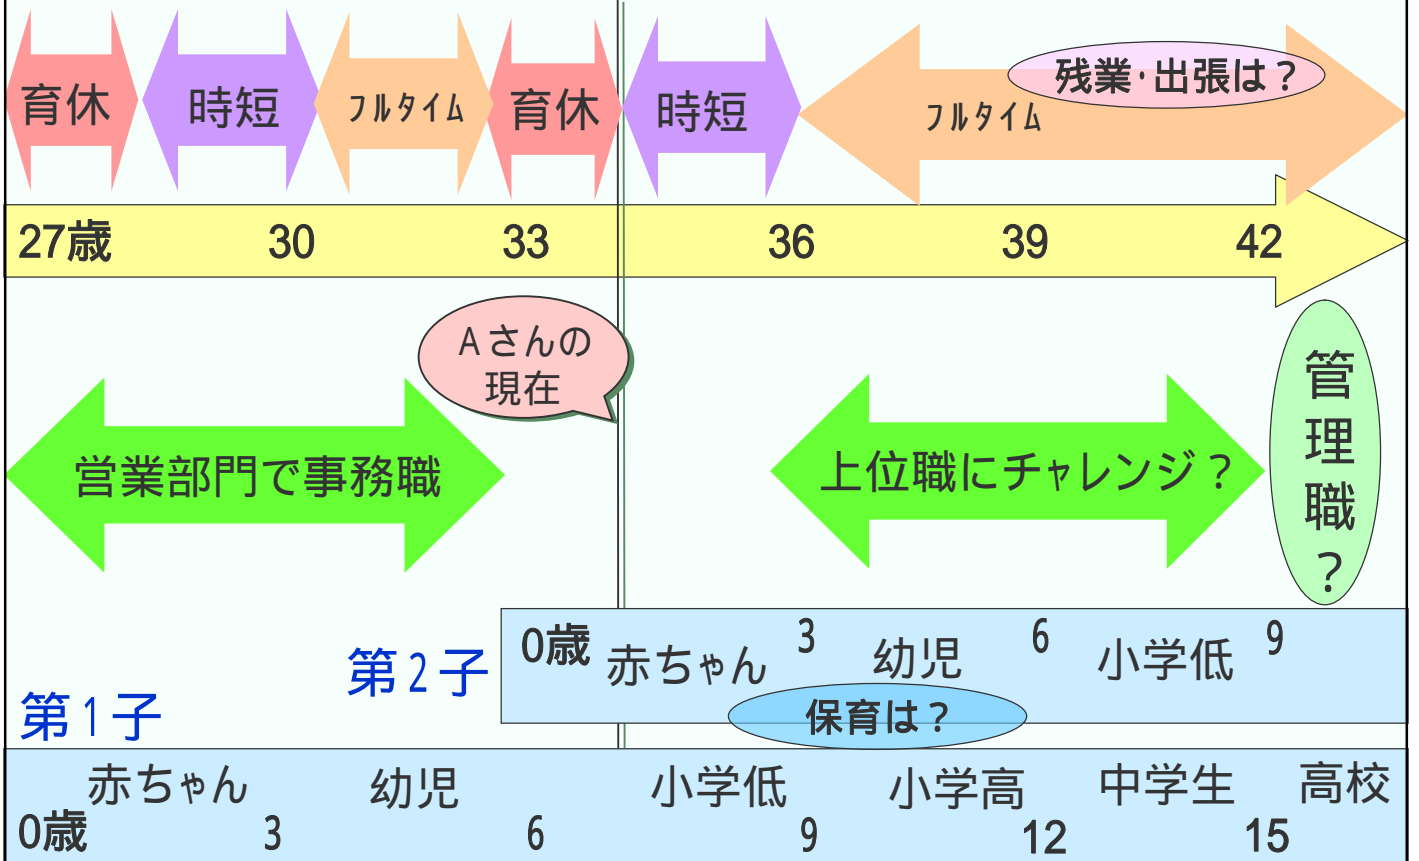 育休 時短 フルタイム 育休 時短 フルタイム 残業・出張は？
27歳 30 33 36 39 42
Ａさんの
現在
営業部門で事務職
上位職にチャレンジ？
管
理
職
？
第２子
0歳 赤ちゃん 3 幼児 6 小学低 9
保育は？
第１子
赤ちゃん 幼児 小学低 小学高 中学生 高校
0歳 3 6 9 12 15